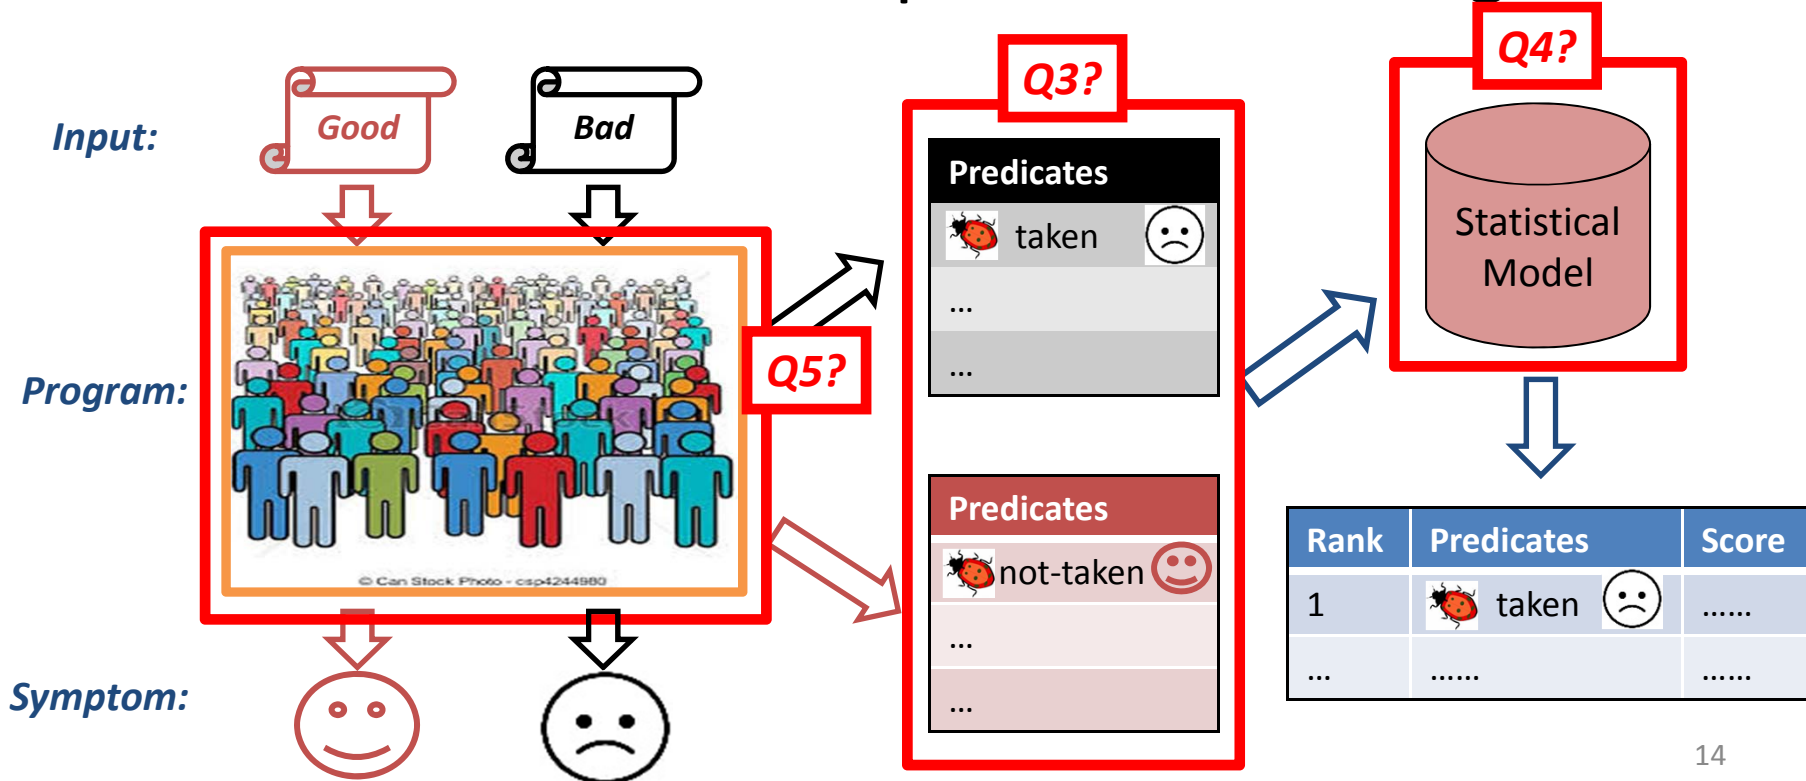 Q3?
Q4?
Input:
Good
Bad
Predicates
taken
...
...
Statistical
Model
Program:
Q5?
© Can Stock Photo - csp4244980
Predicates
not-taken
...
...
Rank Predicates Score
1 taken ......
... ...... ......
Symptom:
14